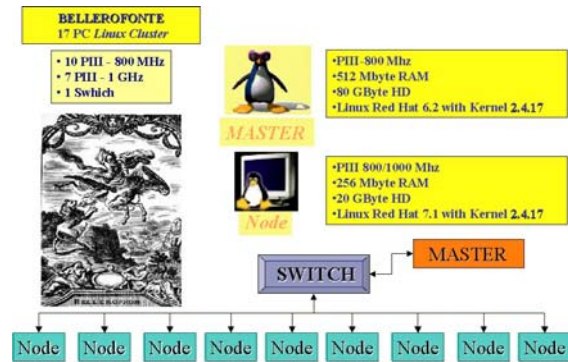 BELLEROFONTE
17 PC Linux Cluster
• 10 PIII - 800 MHz
• 7 PIII - 1 GHz
• 1 Swhich
MASTER
•PIII-800 Mhz
•512 Mbyte RAM
•80 GByte HD
•Linux Red Hat 6.2 with Kernel 2.4.17
Node
•PIII 800/1000 Mhz
•256 Mbyte RAM
•20 GByte HD
•Linux Red Hat 7.1 with Kernel 2.4.17
BELLEROPHON
SWITCH
MASTER
Node Node Node Node Node Node Node Node Node